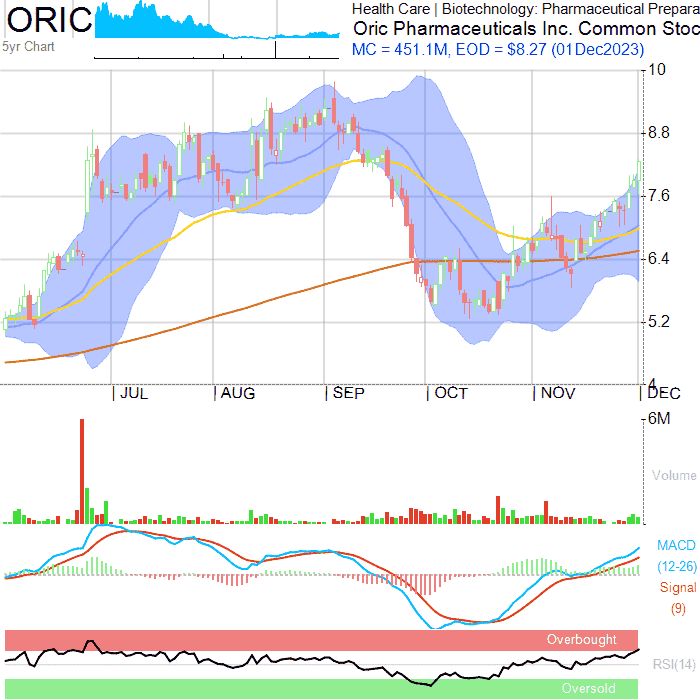 ORIC
5yr Chart
Health Care | Biotechnology: Pharmaceutical Prepara
Oric Pharmaceuticals Inc. Common Stoc
MC = 451.1M, EOD = $8.27 (01Dec2023)
10
8.8
7.6
6.4
5.2
4
JUL
AUG
SEP
OCT
NOV
DEC
6M
Volume
MACD
(12-26)
Signal
(9)
Overbought
RSI(14)
Oversold